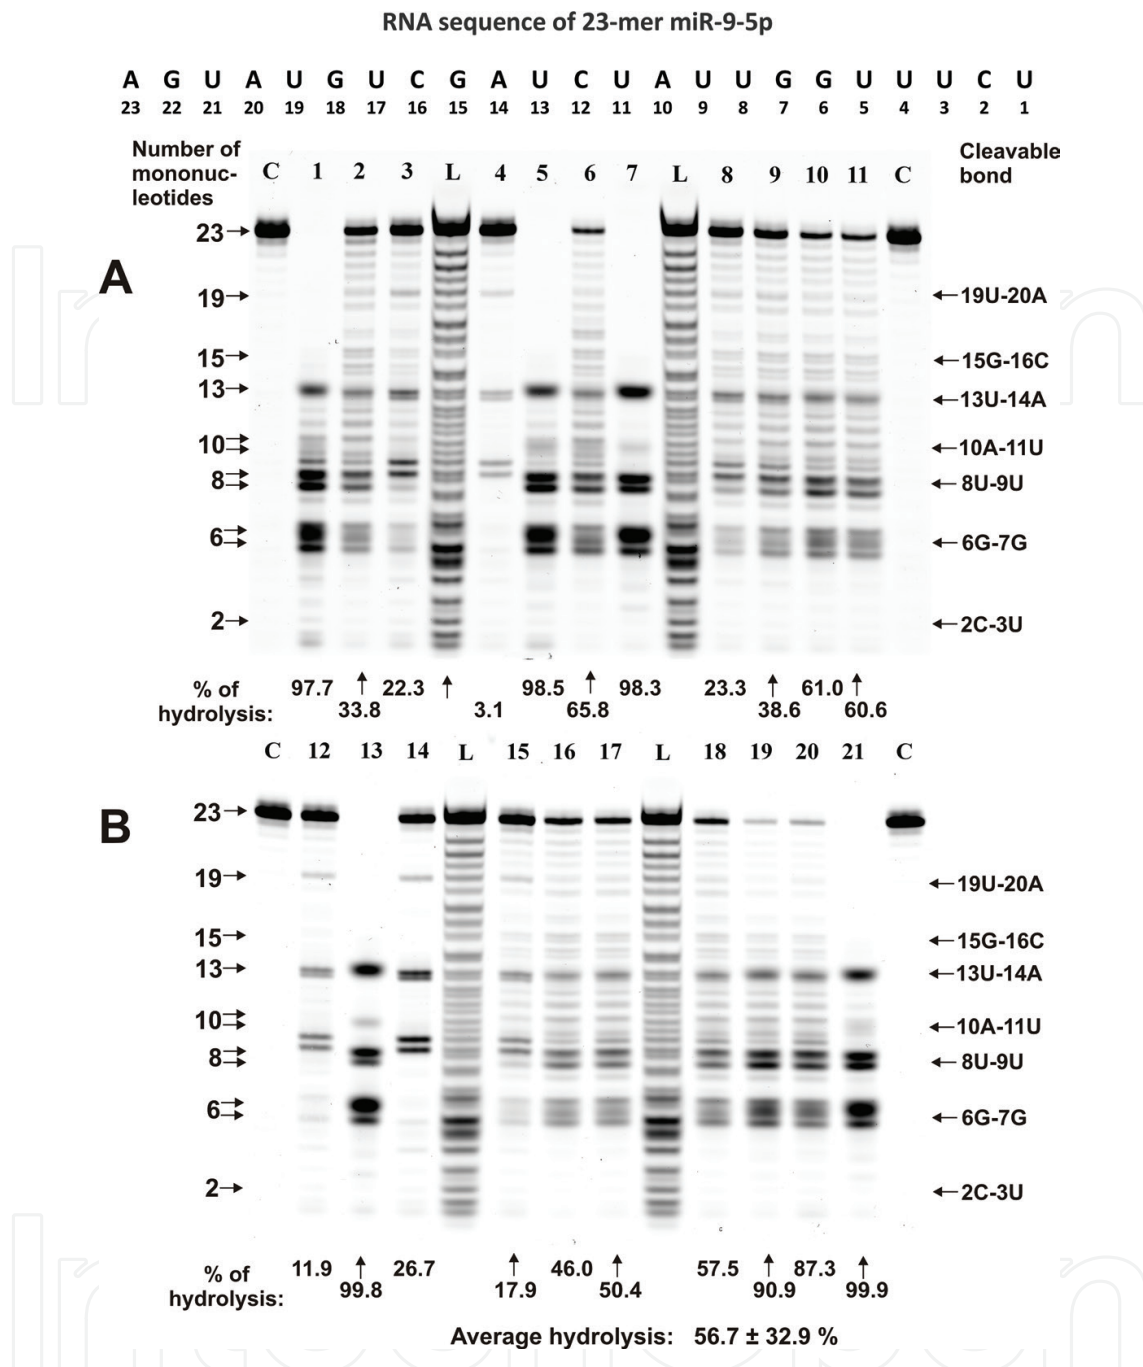 RNA sequence of 23-mer miR-9-5p
A G U A U G U C G A U C U A U U G G U U U C U
23 22 21 20 19 18 17 16 15 14 13 12 11 10 9 8 7 6 5 4 3 2 1
Number of
mononuc-
leotides
C 1 2 3 L 4 5 6 7 L 8 9 10 11 C
Cleavable
bond
A
23→
19→ ←19U-20A
15→ ←15G-16C
13→ ←13U-14A
10→ ←10A-11U
8→ ←8U-9U
6→ ←6G-7G
2→ ←2C-3U
% of
hydrolysis:
97.7 ↑ 22.3 ↑ 98.5 ↑ 98.3 23.3 ↑ 61.0 ↑
33.8 3.1 65.8 38.6 60.6
C 12 13 14 L 15 16 17 L 18 19 20 21 C
B
23→
19→ ←19U-20A
15→ ←15G-16C
13→ ←13U-14A
10→ ←10A-11U
8→ ←8U-9U
6→ ←6G-7G
2→ ←2C-3U
% of
hydrolysis:
11.9 ↑ 26.7 ↑ 46.0 ↑ 57.5 ↑ 87.3 ↑
99.8 17.9 50.4 90.9 99.9
Average hydrolysis: 56.7 ± 32.9 %